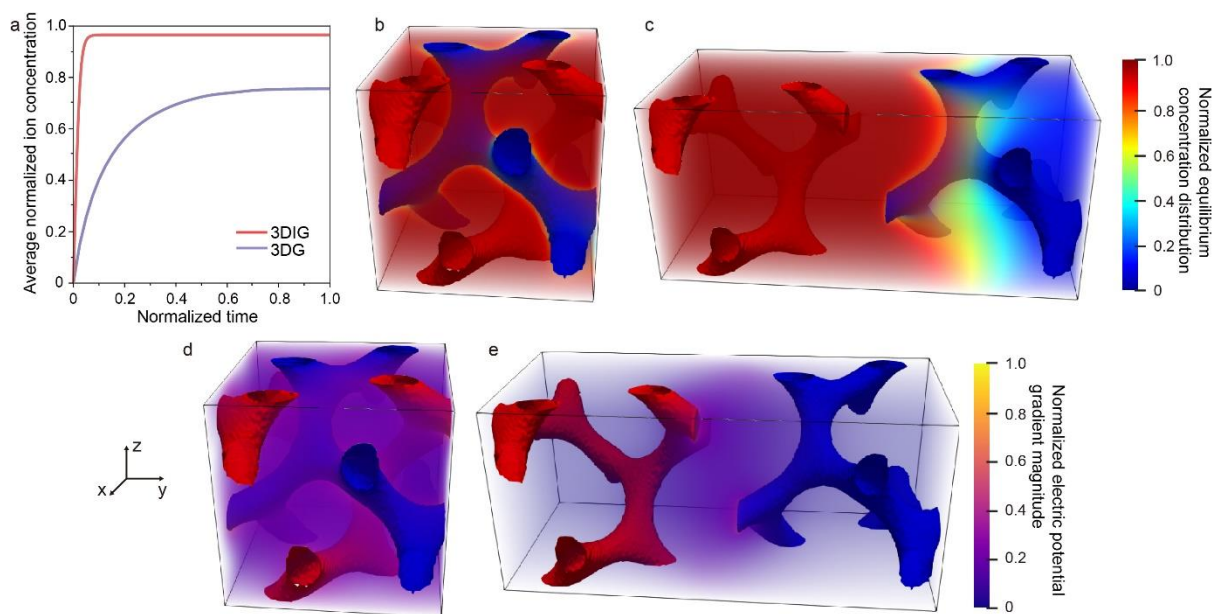 a
Average normalized ion concentration
1.0
0.8
0.6
0.4
0.2
0
3DIG
3DG
0
0.2
0.4
0.6
0.8
1.0
Normalized time
b
c
Normalized equilibrium
concentration distribution
1.0
0.8
0.6
0.4
0.2
0
d
z
x
y
e
Normalized electric potential
gradient magnitude
1.0
0.8
0.6
0.4
0.2
0